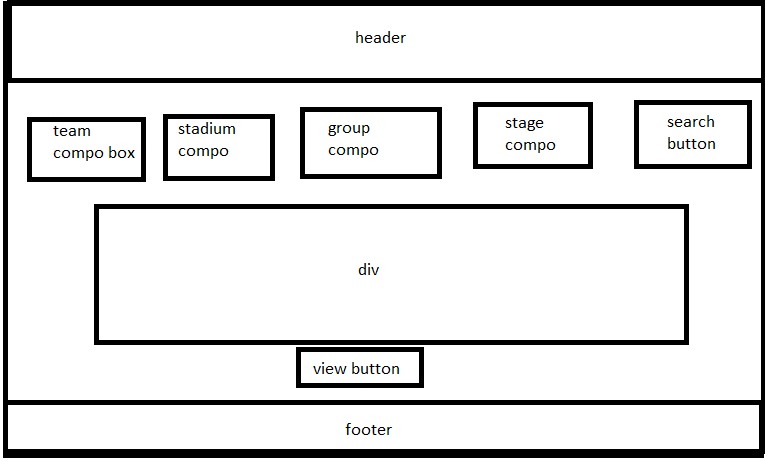 header
team
compo box
stadium
compo
group
compo
stage
compo
search
button
div
view button
footer